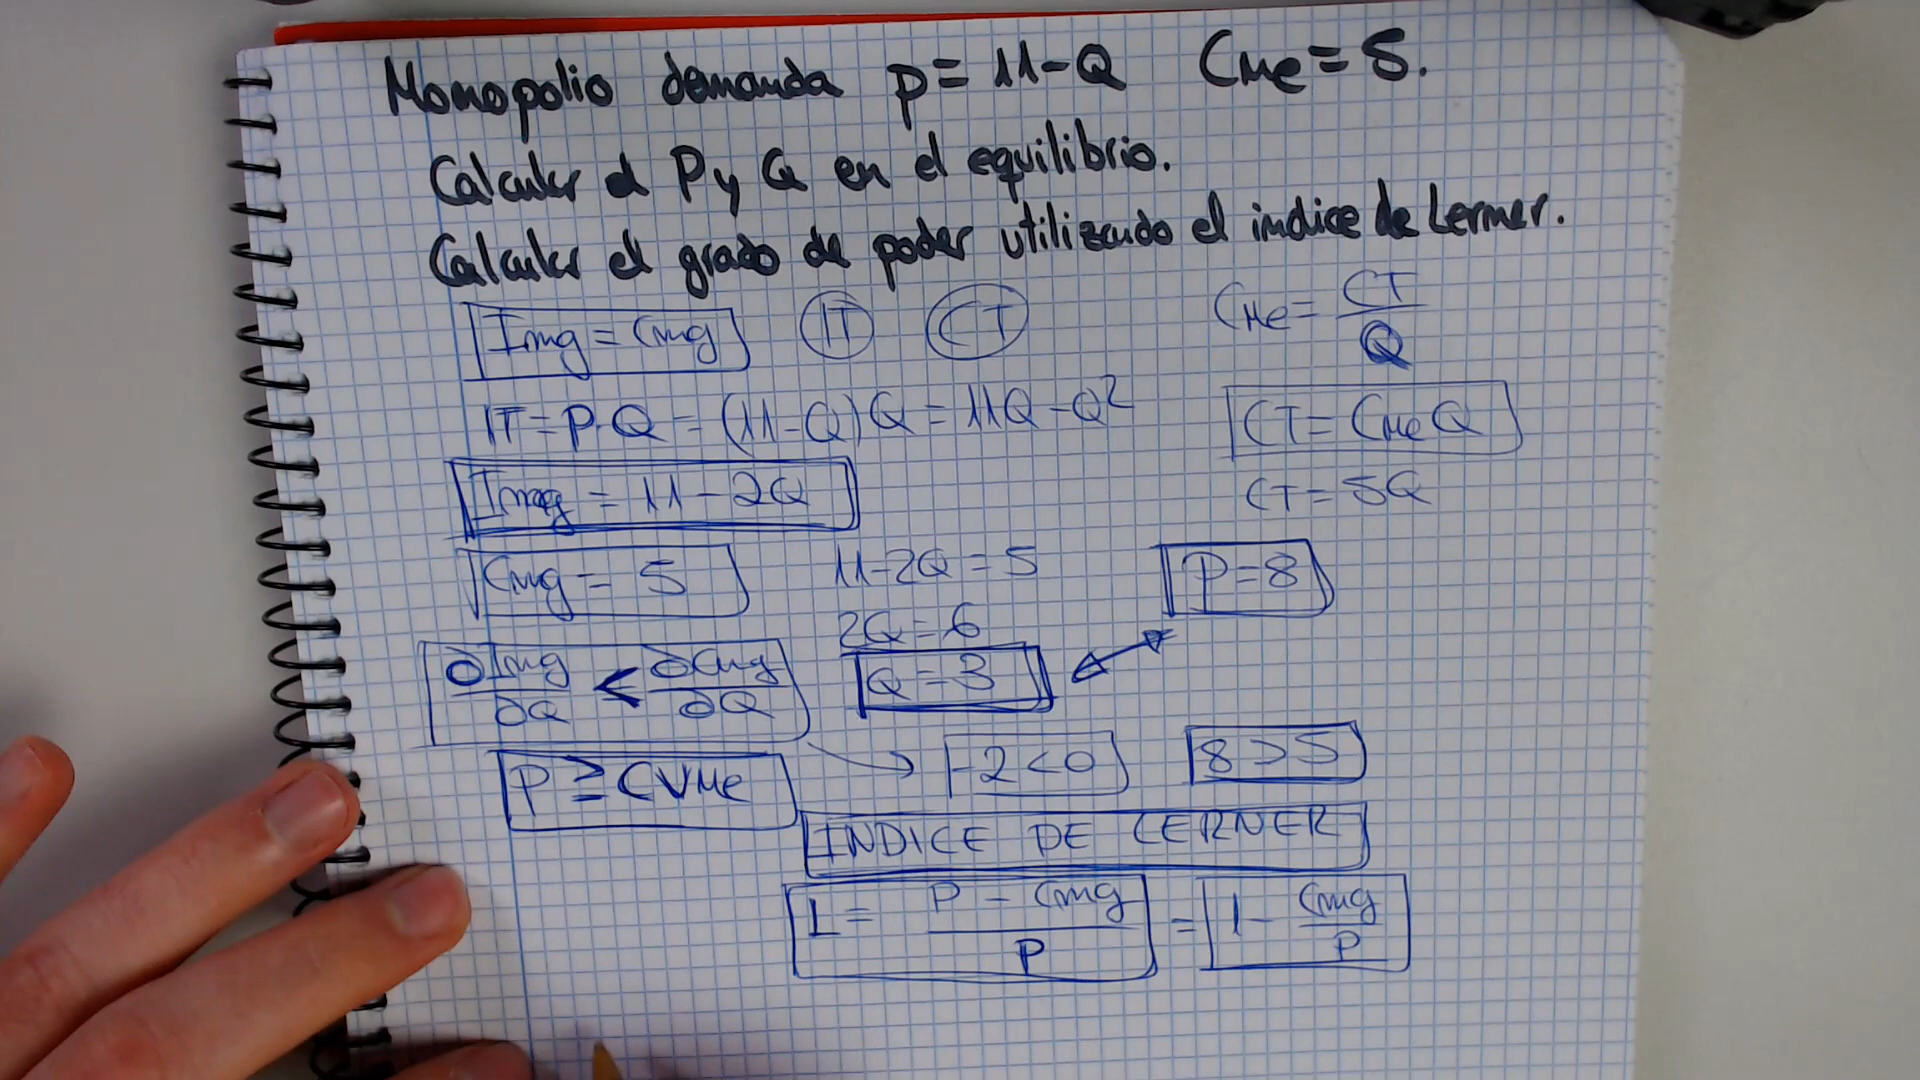 Monopolio demanda p = 11-Q CMe = 5.
Calcular el P y Q en el equilibrio.
Calcular el grado de poder utilizando el indice de Lerner.
Img = Cmg IT CT CMe = CT/Q
IT = P·Q = (11-Q)Q = 11Q - Q² CT = CMe Q
Img = 11 - 2Q CT = 5Q
Cmg = 5 11-2Q = 5 P = 8
2Q = 6
∂Img/∂Q < ∂Cmg/∂Q Q = 3
-2 < 0 8 > 5
P ≥ CVMe
INDICE DE LERNER
L = P - Cmg/P = 1 - Cmg/P